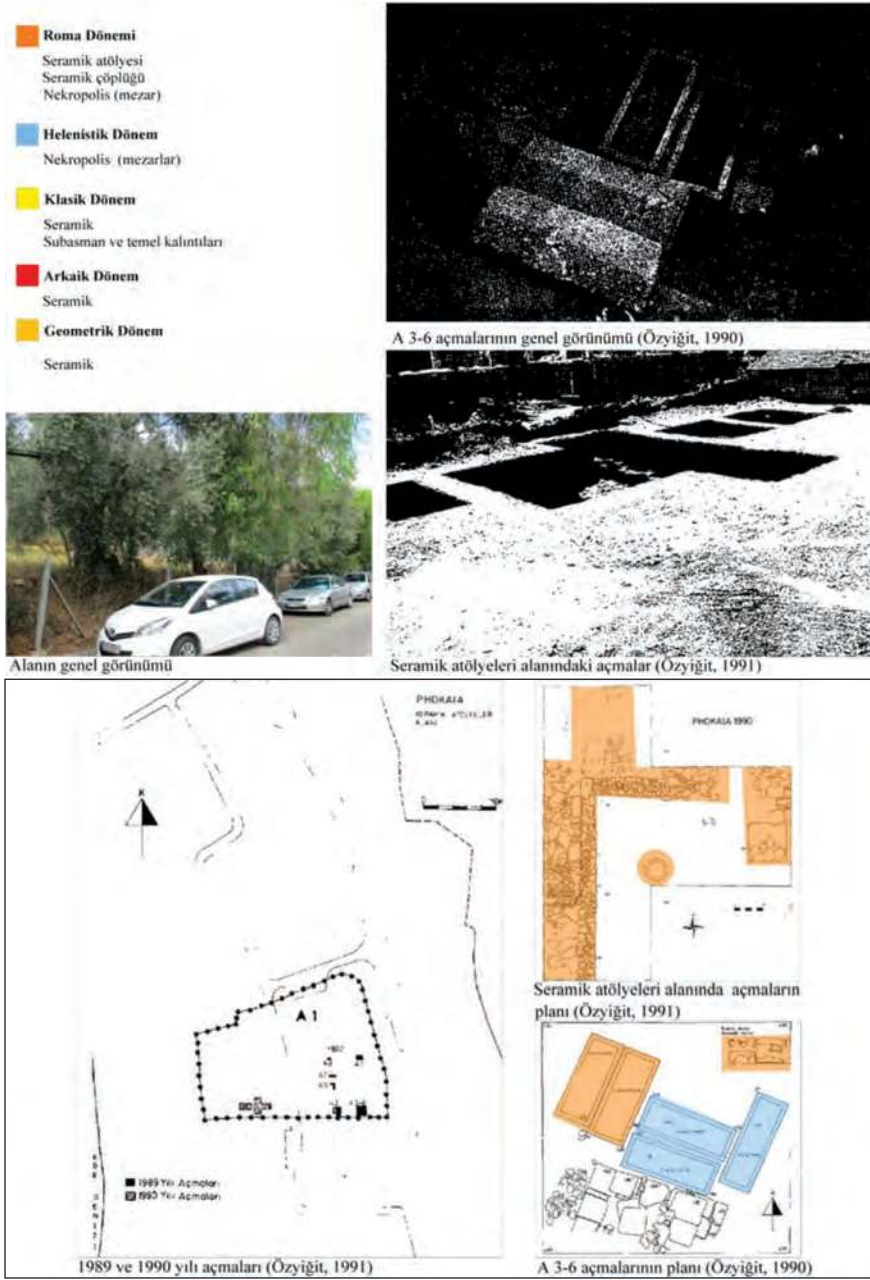 Roma Dönemi
Seramik atölyesi
Seramik çöplüğü
Nekropolis (mezar)
Helenistik Dönem
Nekropolis (mezarlar)
Klasik Dönem
Seramik
Subasman ve temel kalıntıları
Arkaik Dönem
Seramik
Geometrik Dönem
Seramik
A 3-6 açmalarının genel görünümü (Özyiğit, 1990)
Alanın genel görünümü
Seramik atölyeleri alanındaki açmalar (Özyiğit, 1991)
PHOKAIA
K
A 1
1989 Yılı Açmaları
1990 Yılı Açmaları
1989 ve 1990 yılı açmaları (Özyiğit, 1991)
PHOKAIA 1990
Seramik atölyeleri alanında açmaların
planı (Özyiğit, 1991)
A 3-6 açmalarının planı (Özyiğit, 1990)